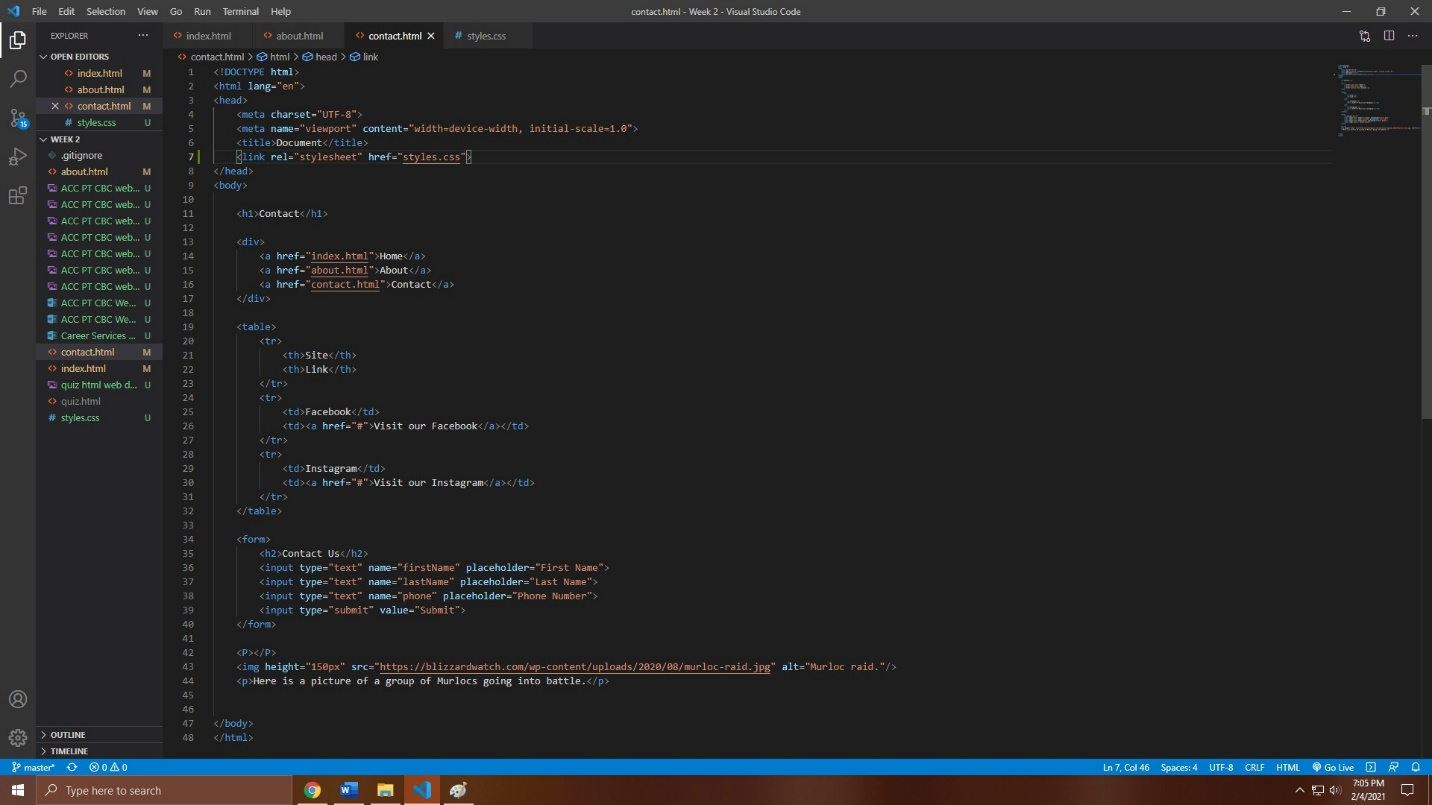 File Edit Selection View Go Run Terminal Help
contact.html - Week 2 - Visual Studio Code
EXPLORER
index.html
about.html
contact.html
styles.css
OPEN EDITORS
index.html M
about.html M
contact.html M
styles.css U
WEEK 2
.gitignore
about.html M
ACC PT CBC web... U
ACC PT CBC web... U
ACC PT CBC web... U
ACC PT CBC web... U
ACC PT CBC web... U
ACC PT CBC web... U
ACC PT CBC web... U
ACC PT CBC We... U
ACC PT CBC We... U
Career Services ... U
contact.html M
index.html M
quiz html web d... U
quiz.html
styles.css U
OUTLINE
TIMELINE
15
contact.html > html > head > link
1 <!DOCTYPE html>
2 <html lang="en">
3 <head>
4 <meta charset="UTF-8">
5 <meta name="viewport" content="width=device-width, initial-scale=1.0">
6 <title>Document</title>
7 <link rel="stylesheet" href="styles.css">
8 </head>
9 <body>
10
11 <h1>Contact</h1>
12
13 <div>
14 <a href="index.html">Home</a>
15 <a href="about.html">About</a>
16 <a href="contact.html">Contact</a>
17 </div>
18
19 <table>
20 <tr>
21 <th>Site</th>
22 <th>Link</th>
23 </tr>
24 <tr>
25 <td>Facebook</td>
26 <td><a href="#">Visit our Facebook</a></td>
27 </tr>
28 <tr>
29 <td>Instagram</td>
30 <td><a href="#">Visit our Instagram</a></td>
31 </tr>
32 </table>
33
34 <form>
35 <h2>Contact Us</h2>
36 <input type="text" name="firstName" placeholder="First Name">
37 <input type="text" name="lastName" placeholder="Last Name">
38 <input type="text" name="phone" placeholder="Phone Number">
39 <input type="submit" value="Submit">
40 </form>
41
42 <P></P>
43 <img height="150px" src="https://blizzardwatch.com/wp-content/uploads/2020/08/murloc-raid.jpg" alt="Murloc raid."/>
44 <p>Here is a picture of a group of Murlocs going into battle.</p>
45
46
47 </body>
48 </html>
master* 0 0
Ln 7, Col 46 Spaces: 4 UTF-8 CRLF HTML Go Live
Type here to search
7:05 PM
2/4/2021